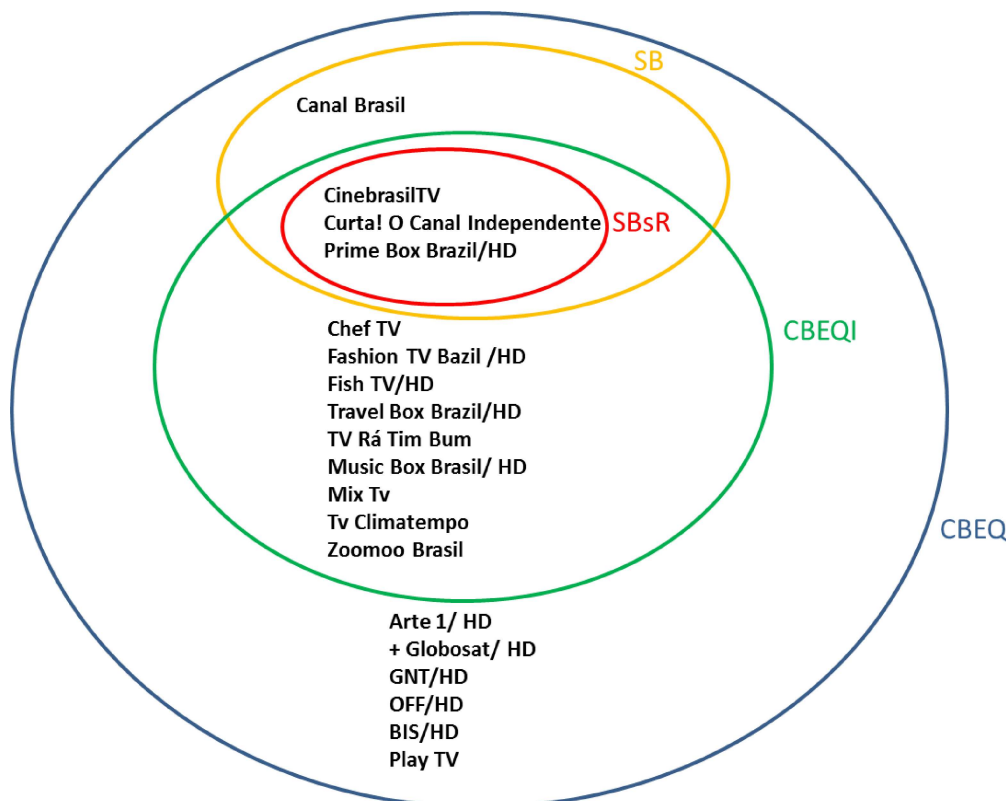 SB
Canal Brasil
CinebrasilTV
Curta! O Canal Independente
SBsR
Prime Box Brazil/HD
Chef TV
CBEQI
Fashion TV Bazil /HD
Fish TV/HD
Travel Box Brazil/HD
TV Rá Tim Bum
Music Box Brasil/ HD
Mix Tv
Tv Climatempo
CBEQ
Zoomoo Brasil
Arte 1/ HD
+ Globosat/ HD
GNT/HD
OFF/HD
BIS/HD
Play TV